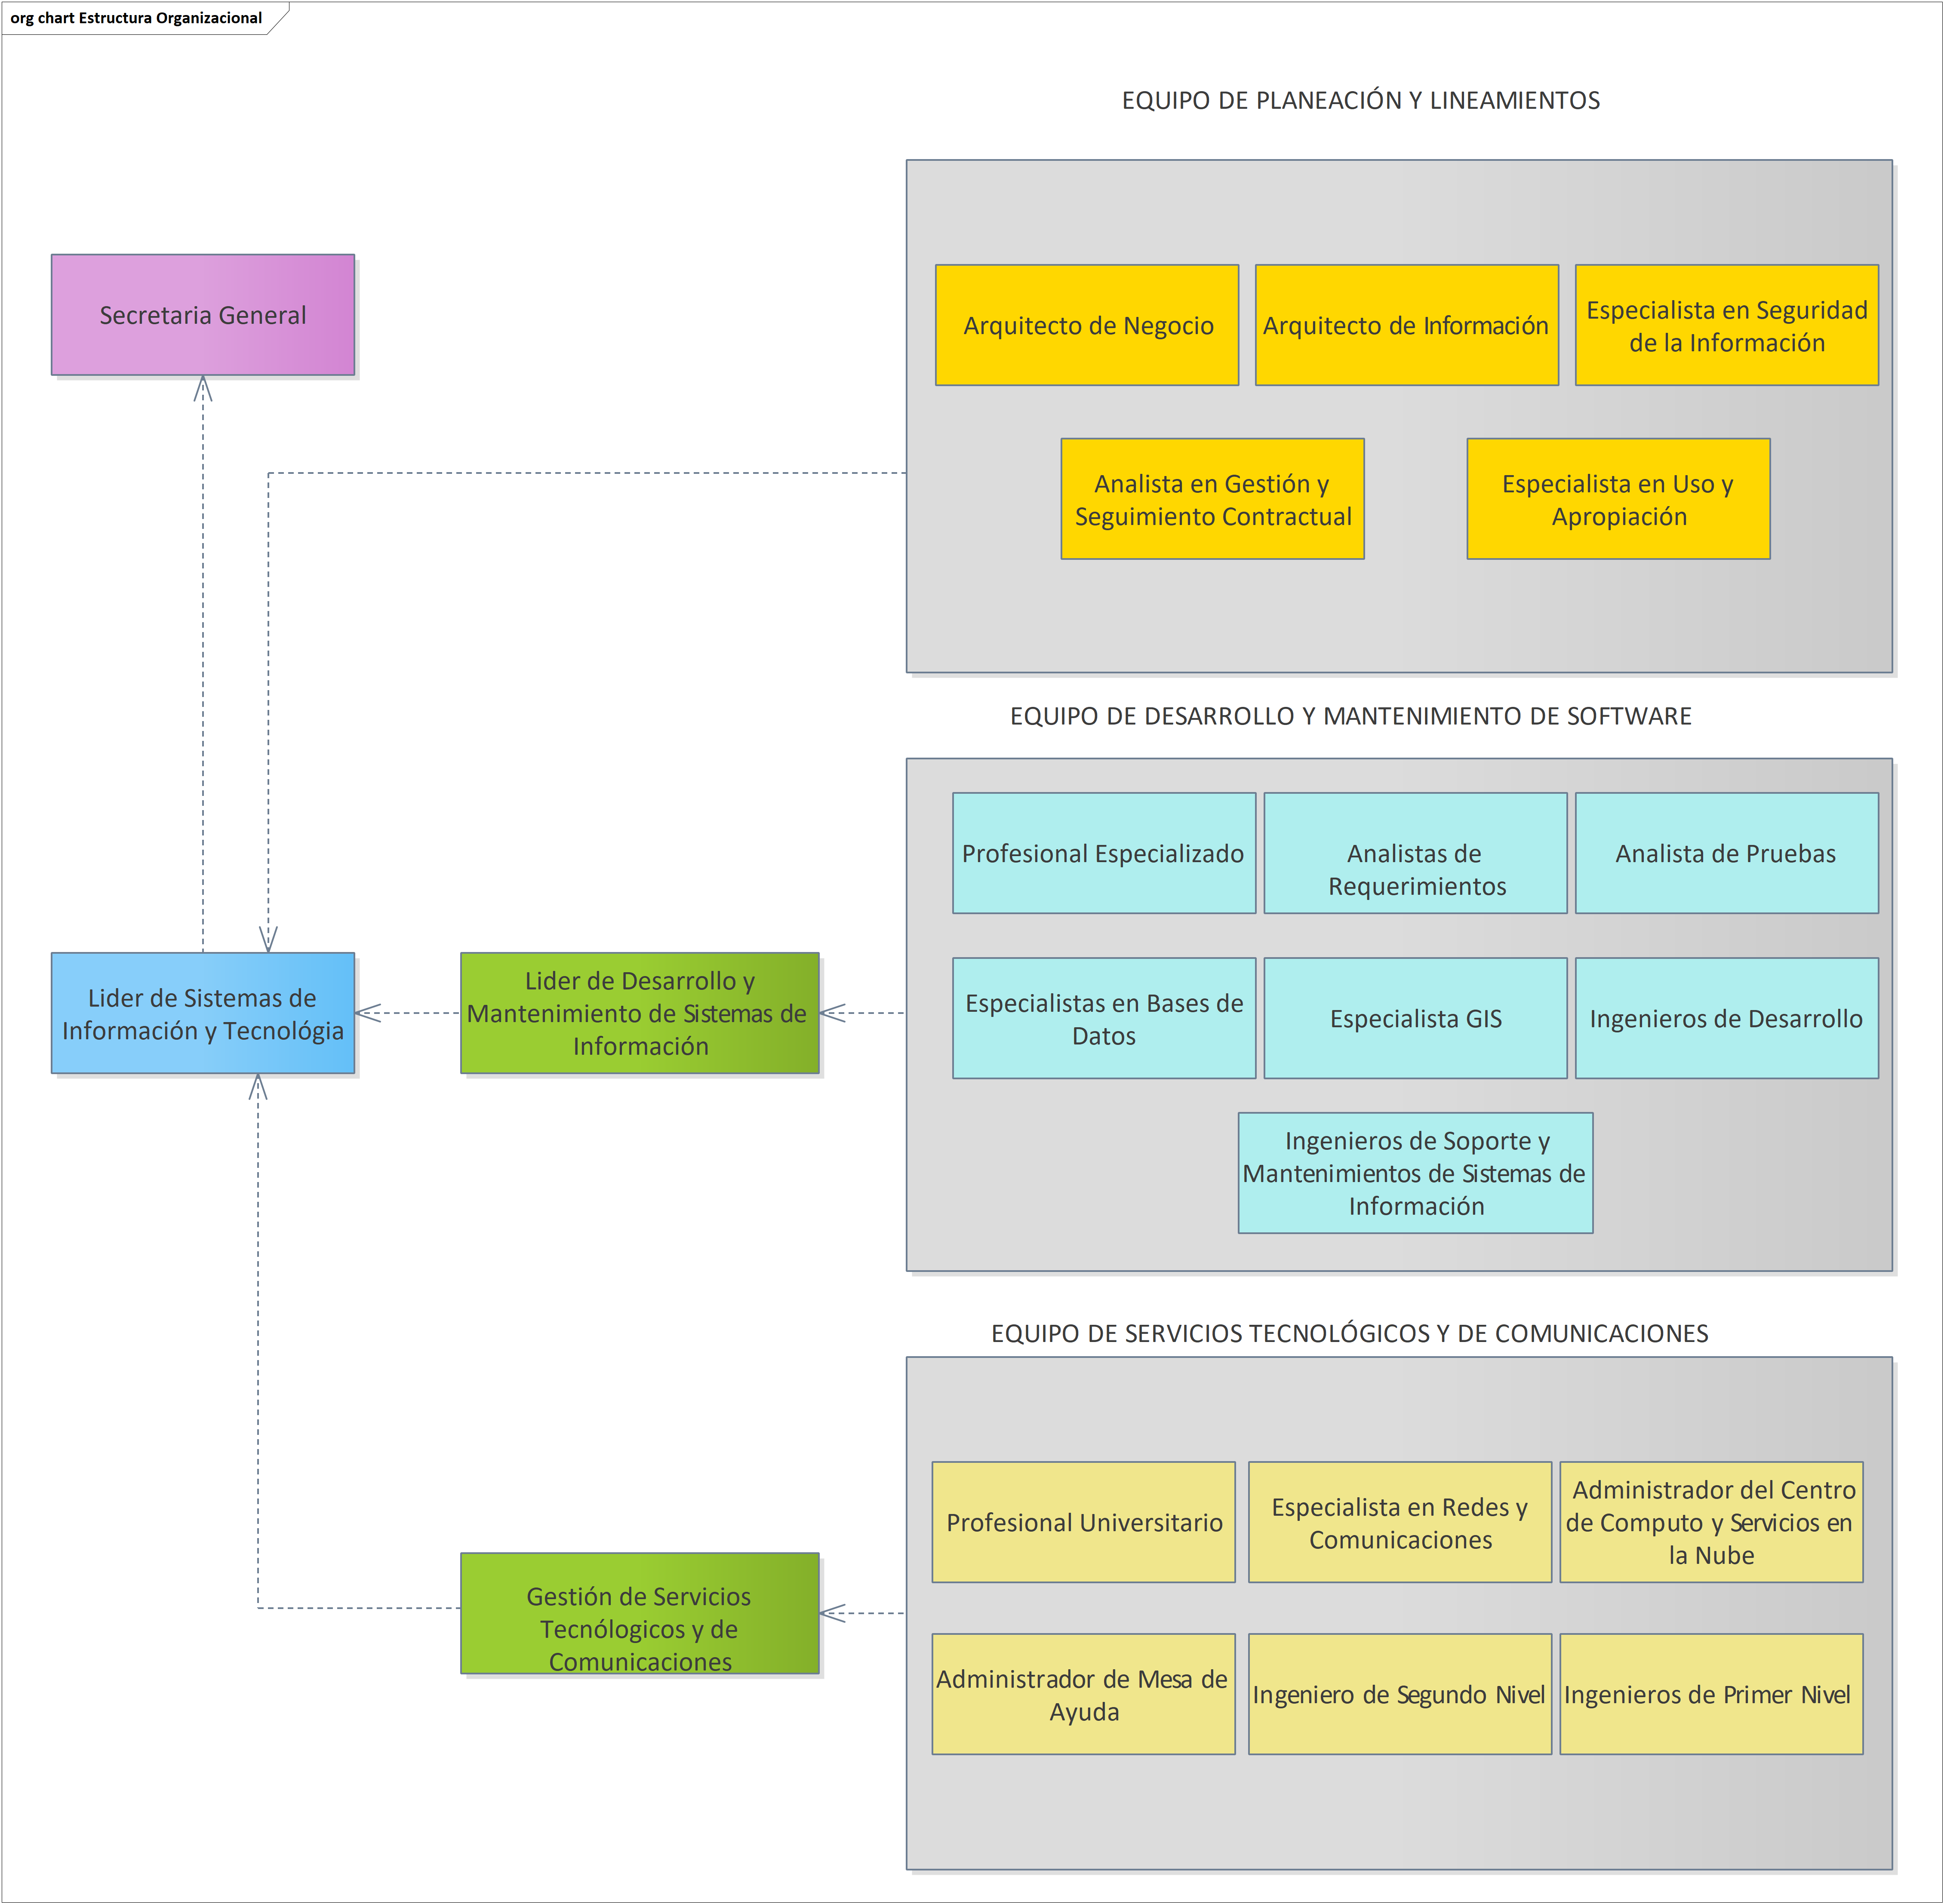 org chart Estructura Organizacional
EQUIPO DE PLANEACIÓN Y LINEAMIENTOS
Secretaria General
Arquitecto de Negocio
Arquitecto de Información
Especialista en Seguridad
de la Información
Analista en Gestión y
Seguimiento Contractual
Especialista en Uso y
Apropiación
EQUIPO DE DESARROLLO Y MANTENIMIENTO DE SOFTWARE
Profesional Especializado
Analistas de
Requerimientos
Analista de Pruebas
Lider de Sistemas de
Información y Tecnológia
Lider de Desarrollo y
Mantenimiento de Sistemas de
Información
Especialistas en Bases de
Datos
Especialista GIS
Ingenieros de Desarrollo
Ingenieros de Soporte y
Mantenimientos de Sistemas de
Información
EQUIPO DE SERVICIOS TECNOLÓGICOS Y DE COMUNICACIONES
Profesional Universitario
Especialista en Redes y
Comunicaciones
Administrador del Centro
de Computo y Servicios en
la Nube
Gestión de Servicios
Tecnólogicos y de
Comunicaciones
Administrador de Mesa de
Ayuda
Ingeniero de Segundo Nivel
Ingenieros de Primer Nivel